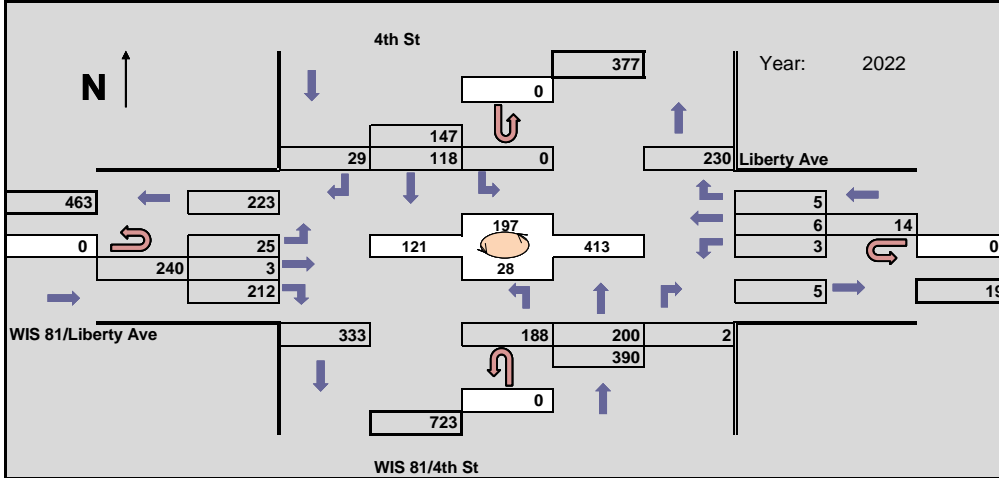 4th St
377
Year: 2022
N
0
147
29 118 0 230 Liberty Ave
463 223 5
197
6 14
0 25 121 413 0
240 3 28 3
212 5 19
WIS 81/Liberty Ave 333 188 200 2
390
0
723
WIS 81/4th St